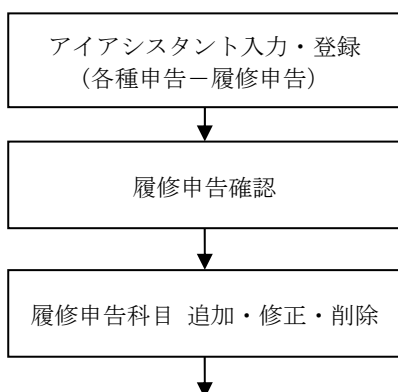 アイアシスタント入力・登録
（各種申告－履修申告）
履修申告確認
履修申告科目 追加・修正・削除